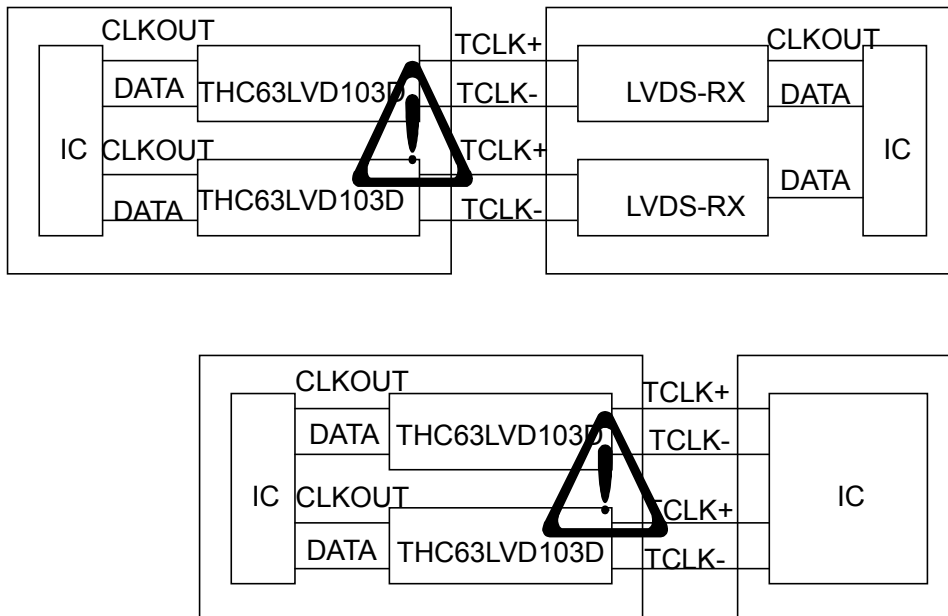 CLKOUT
TCLK+
CLKOUT
DATA
THC63LVD103D
TCLK-
LVDS-RX
DATA
IC
CLKOUT
TCLK+
DATA
IC
DATA
THC63LVD103D
TCLK-
LVDS-RX
CLKOUT
TCLK+
DATA
THC63LVD103D
TCLK-
IC
CLKOUT
TCLK+
IC
DATA
THC63LVD103D
TCLK-